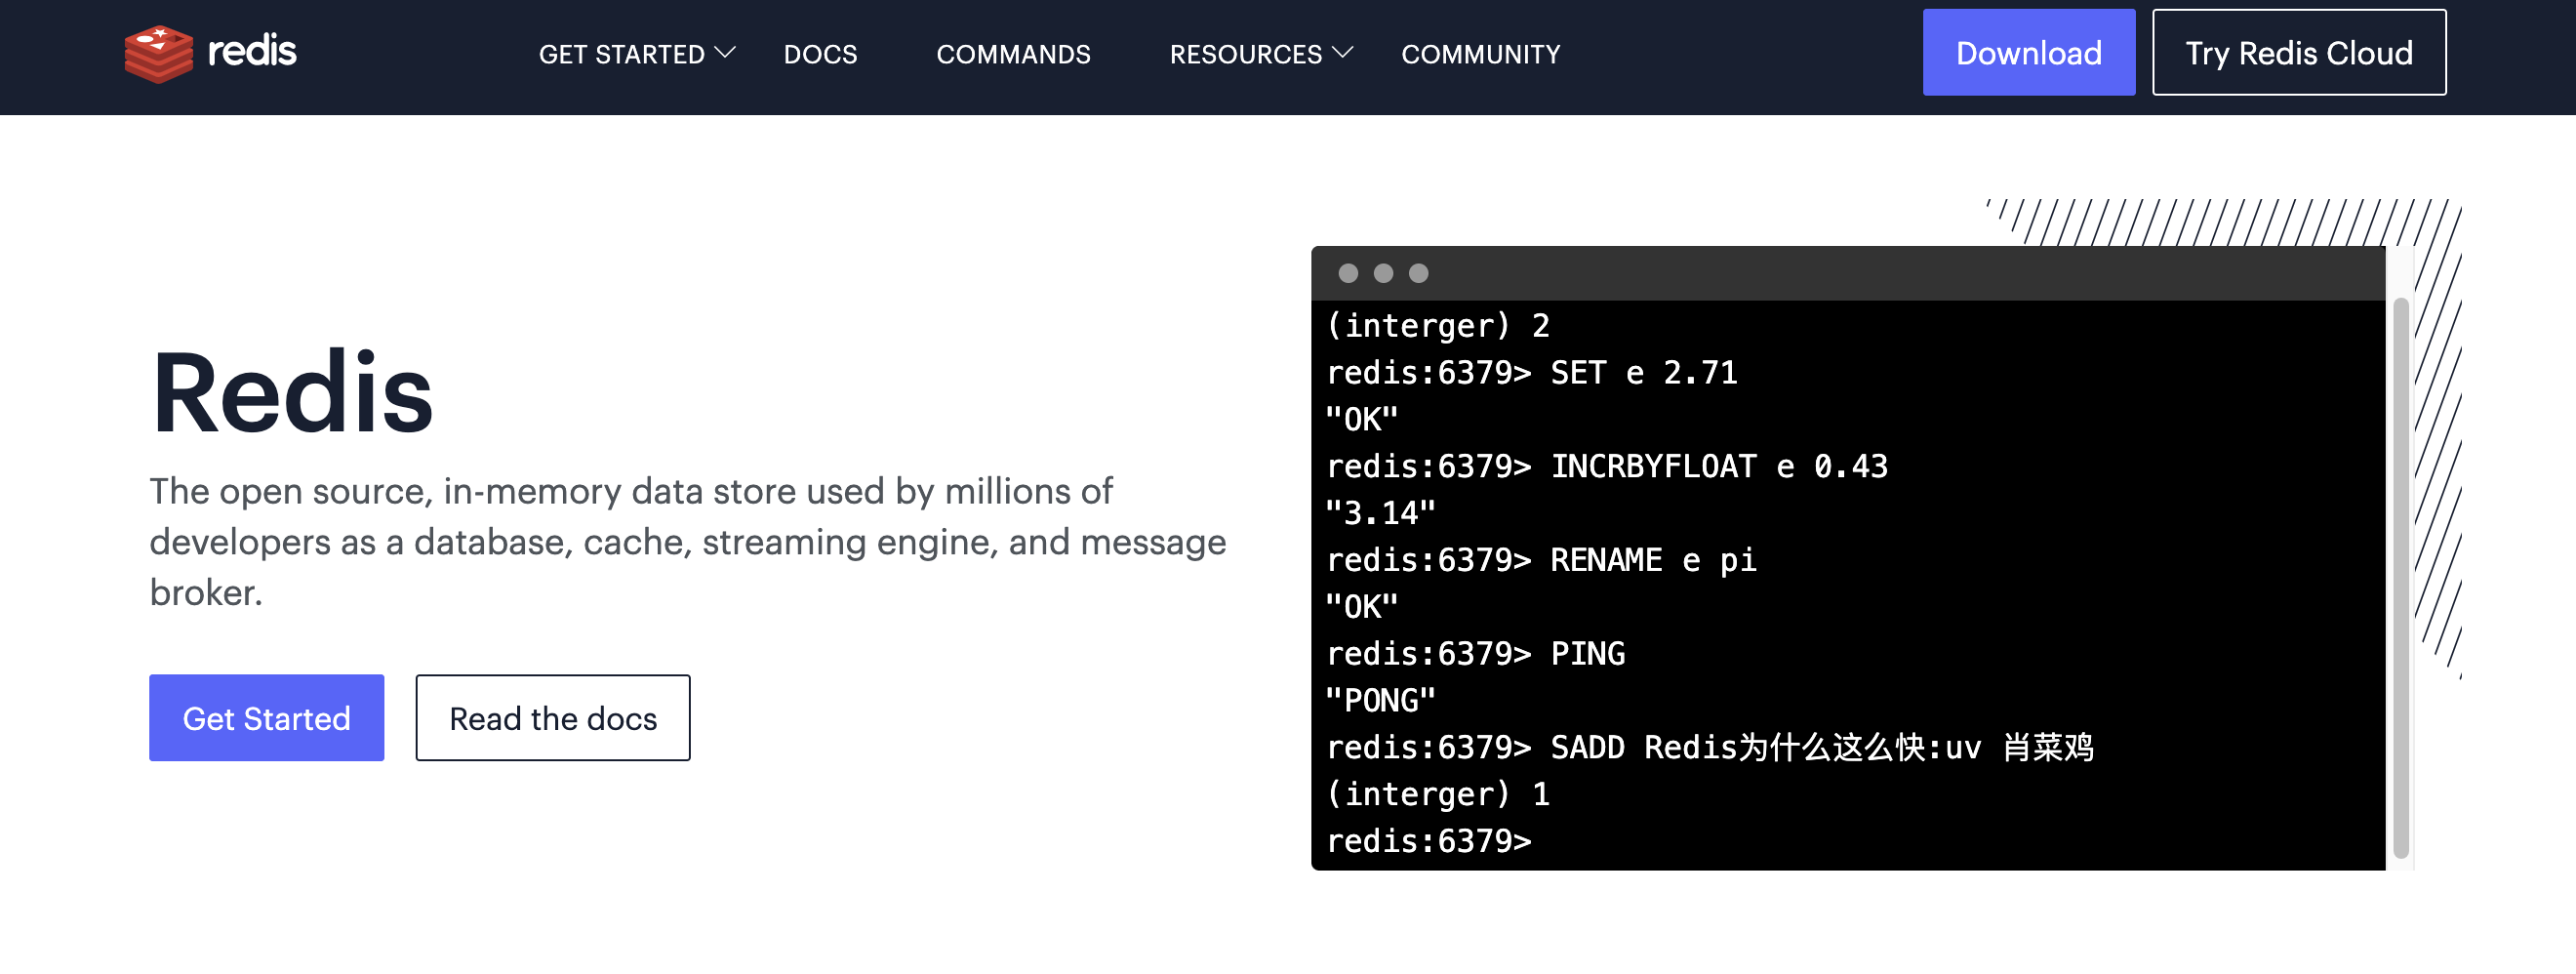 redis
GET STARTED
DOCS
COMMANDS
RESOURCES
COMMUNITY
Download
Try Redis Cloud
Redis
The open source, in-memory data store used by millions of
developers as a database, cache, streaming engine, and message
broker.
Get Started
Read the docs
(interger) 2
redis:6379> SET e 2.71
"OK"
redis:6379> INCRBYFLOAT e 0.43
"3.14"
redis:6379> RENAME e pi
"OK"
redis:6379> PING
"PONG"
redis:6379> SADD Redis为什么这么快:uv 肖菜鸡
(interger) 1
redis:6379>